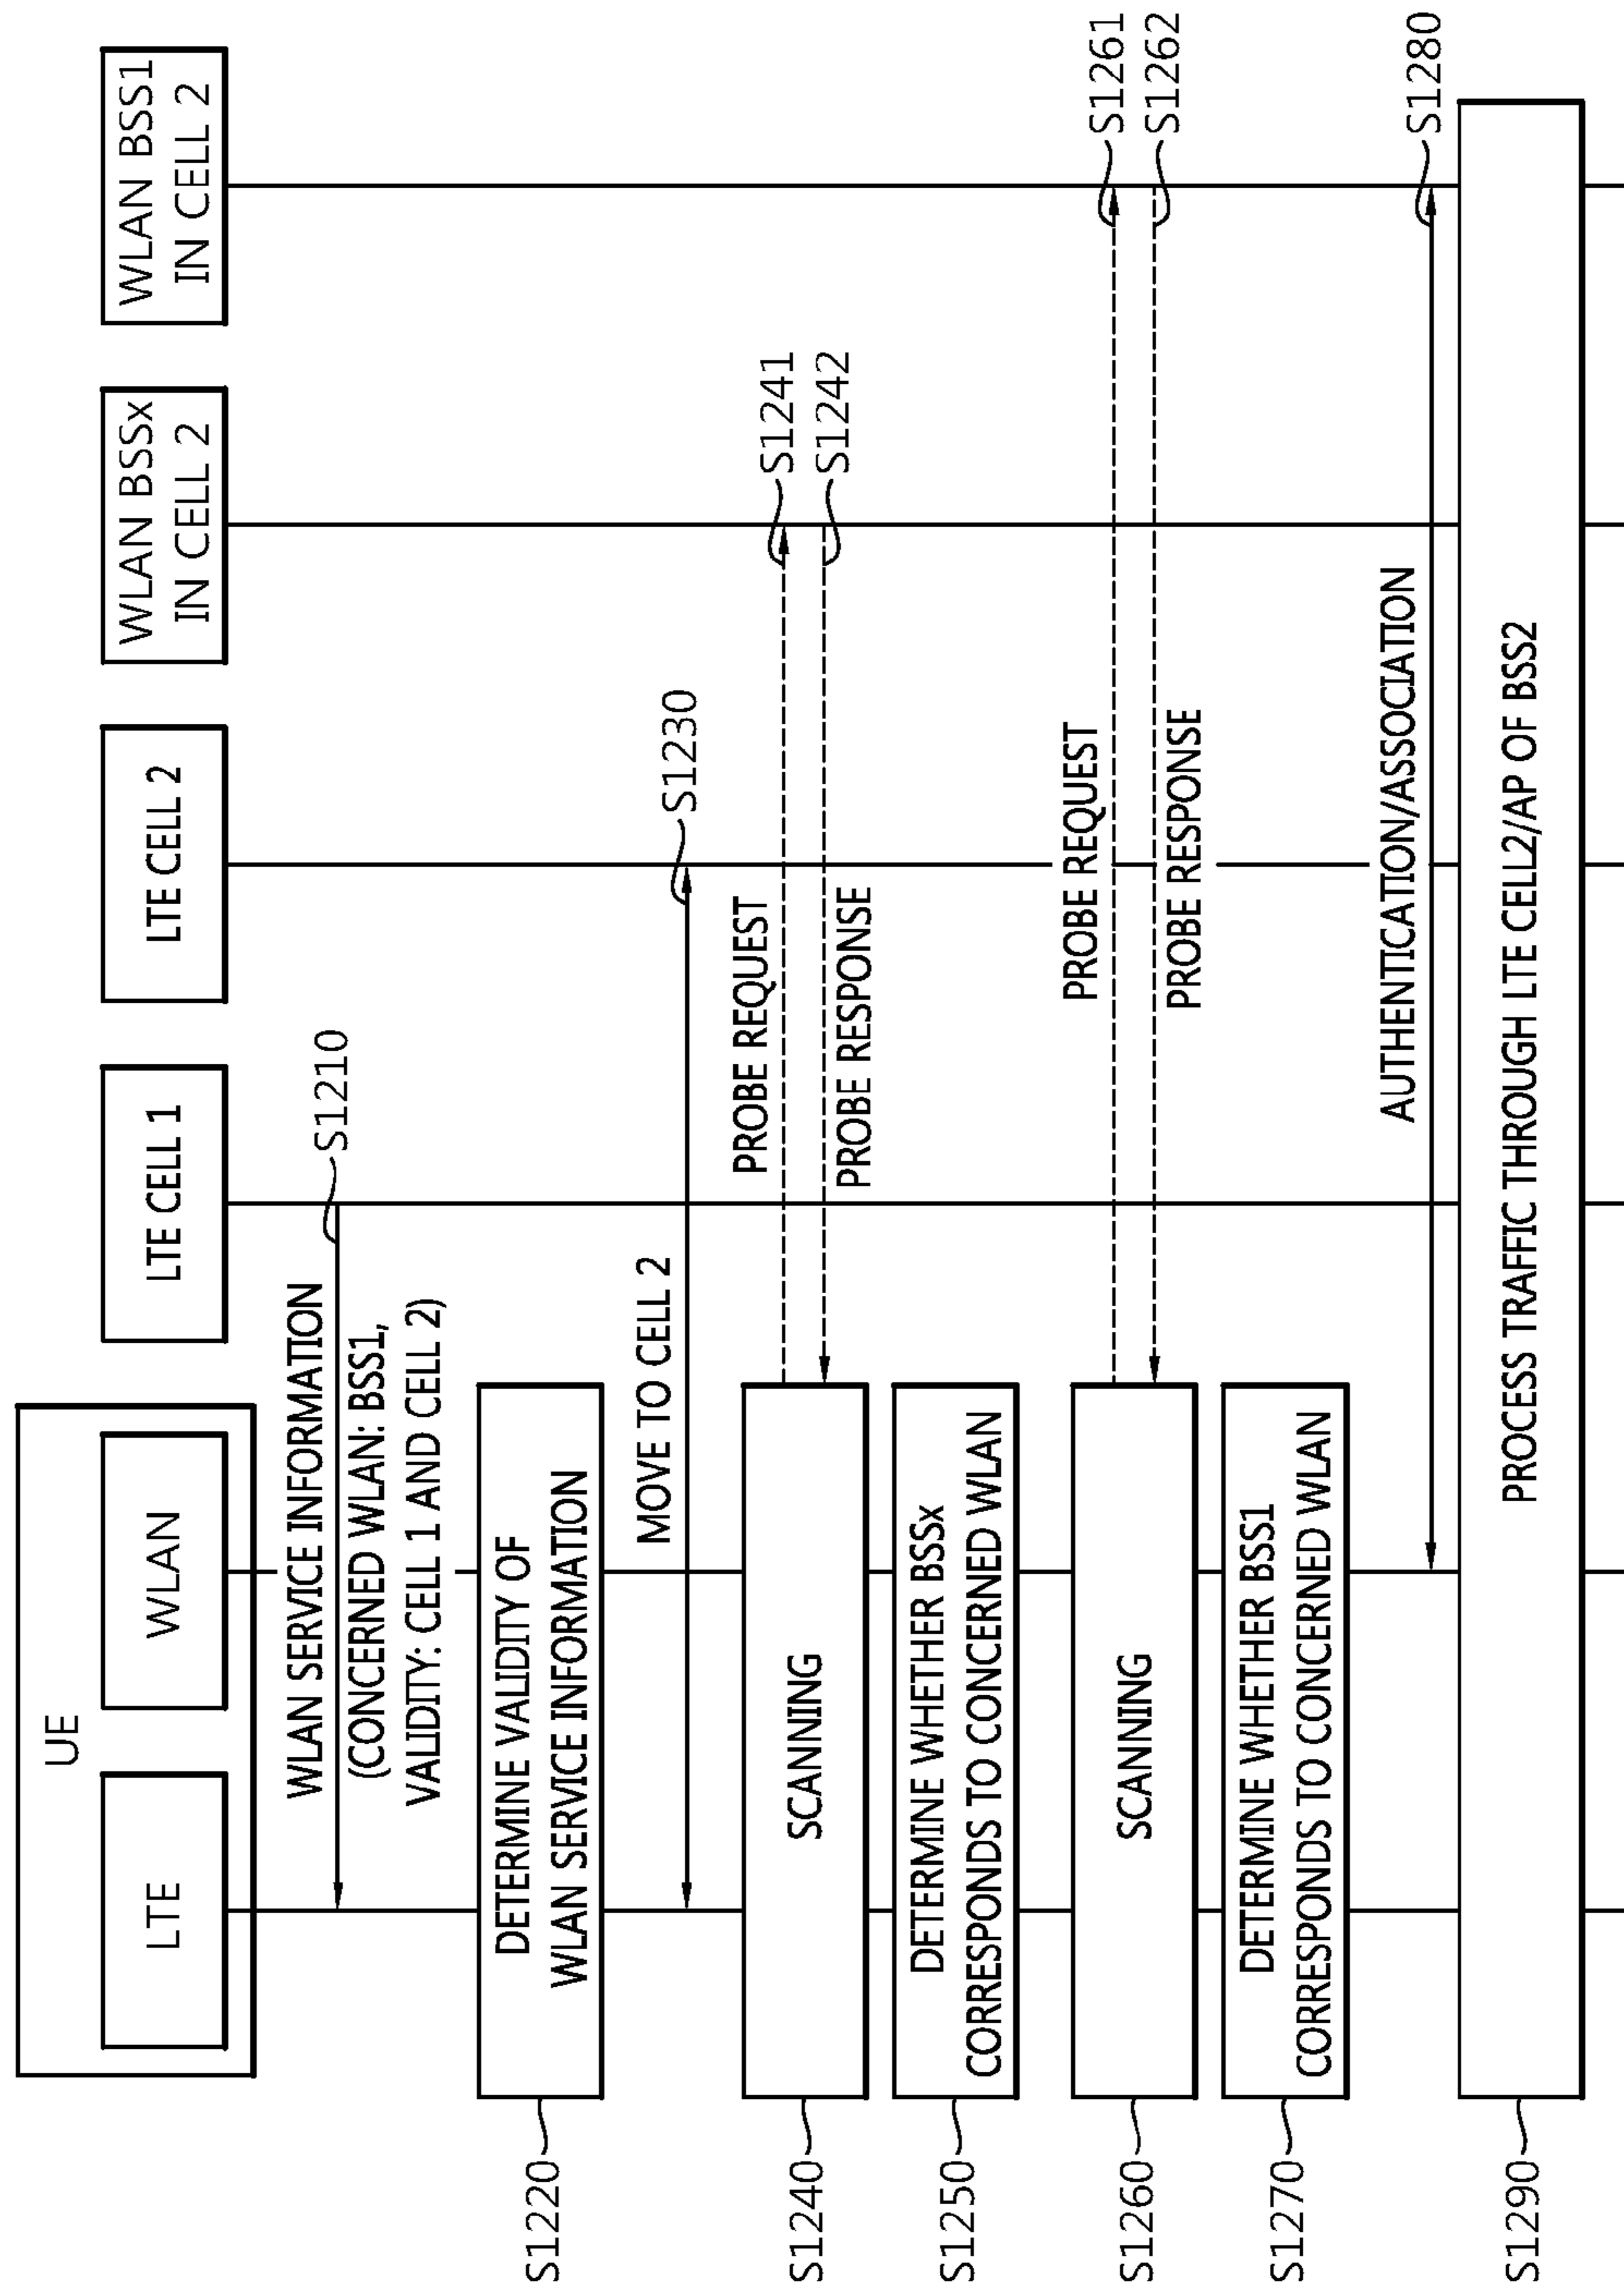 UE
LTE
WLAN
LTE CELL 1
LTE CELL 2
WLAN BSSx
IN CELL 2
WLAN BSS1
IN CELL 2
WLAN SERVICE INFORMATION
(CONCERNED WLAN: BSS1,
VALIDITY: CELL 1 AND CELL 2)
S1210
S1220
DETERMINE VALIDITY OF
WLAN SERVICE INFORMATION
MOVE TO CELL 2
S1230
S1240
SCANNING
PROBE REQUEST
S1241
PROBE RESPONSE
S1242
S1250
DETERMINE WHETHER BSSx
CORRESPONDS TO CONCERNED WLAN
S1260
SCANNING
PROBE REQUEST
S1261
PROBE RESPONSE
S1262
S1270
DETERMINE WHETHER BSS1
CORRESPONDS TO CONCERNED WLAN
AUTHENTICATION/ASSOCIATION
S1280
S1290
PROCESS TRAFFIC THROUGH LTE CELL2/AP OF BSS2